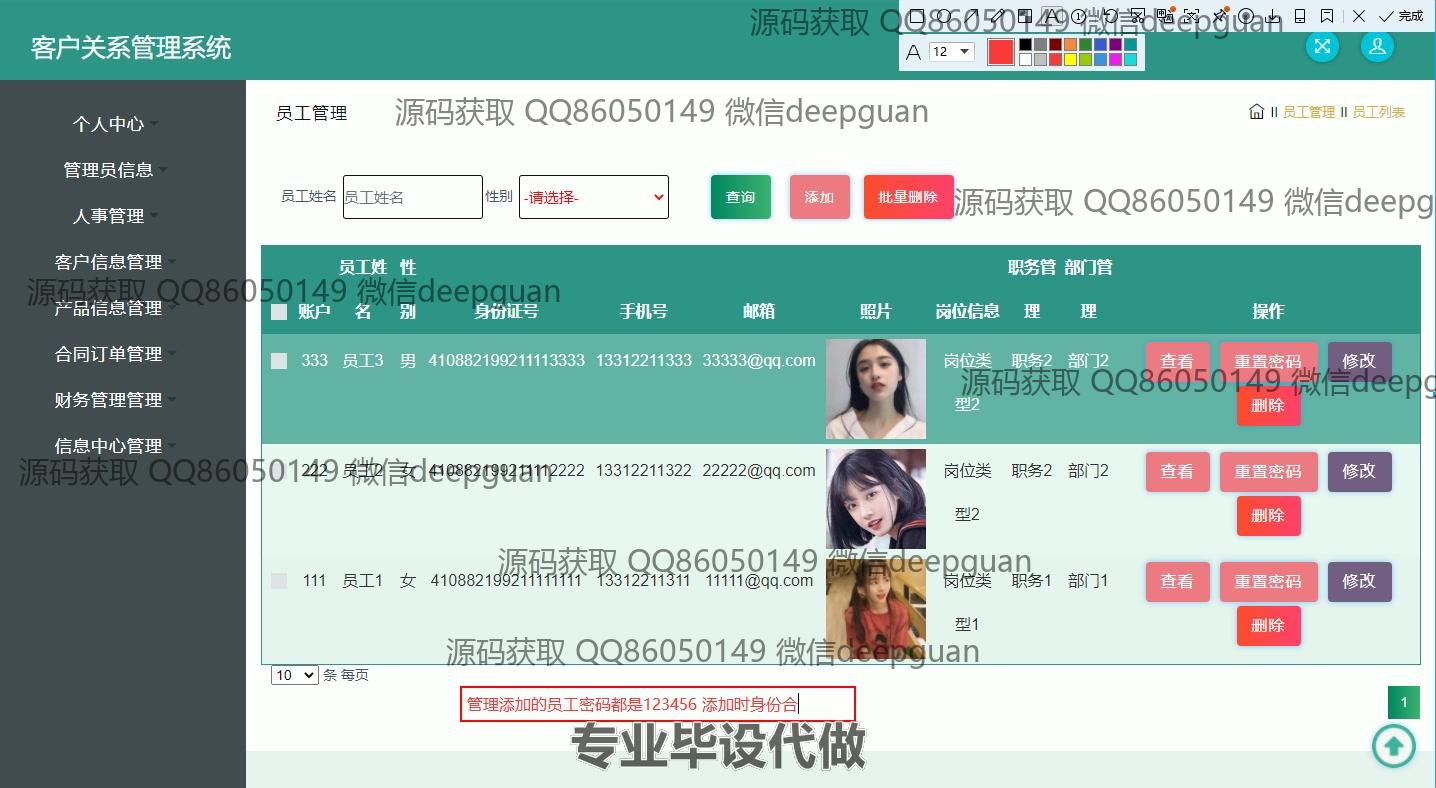 源码获取 QQ86050149 微信deepguan
完成
客户关系管理系统
A 12
个人中心
管理员信息
人事管理
客户信息管理
产品信息管理
合同订单管理
财务管理管理
信息中心管理
员工管理
源码获取 QQ86050149 微信deepguan
员工管理 员工列表
员工姓名 员工姓名 性别 -请选择- 查询 添加 批量删除
源码获取 QQ86050149 微信deepg
账户 员工姓名 性别 身份证号 手机号 邮箱 照片 岗位信息 职务管理 部门管理 操作
源码获取 QQ86050149 微信deepguan
333 员工3 男 410882199211113333 13312211333 33333@qq.com 岗位类型2 职务2 部门2 查看 重置密码 修改 删除
源码获取 QQ86050149 微信deepg
222 员工2 女 410882199211112222 13312211322 22222@qq.com 岗位类型2 职务2 部门2 查看 重置密码 修改 删除
源码获取 QQ86050149 微信deepguan
源码获取 QQ86050149 微信deepguan
111 员工1 女 410882199211111111 13312211311 11111@qq.com 岗位类型1 职务1 部门1 查看 重置密码 修改 删除
源码获取 QQ86050149 微信deepguan
10 条 每页
管理添加的员工密码都是123456 添加时身份合
1
专业毕设代做